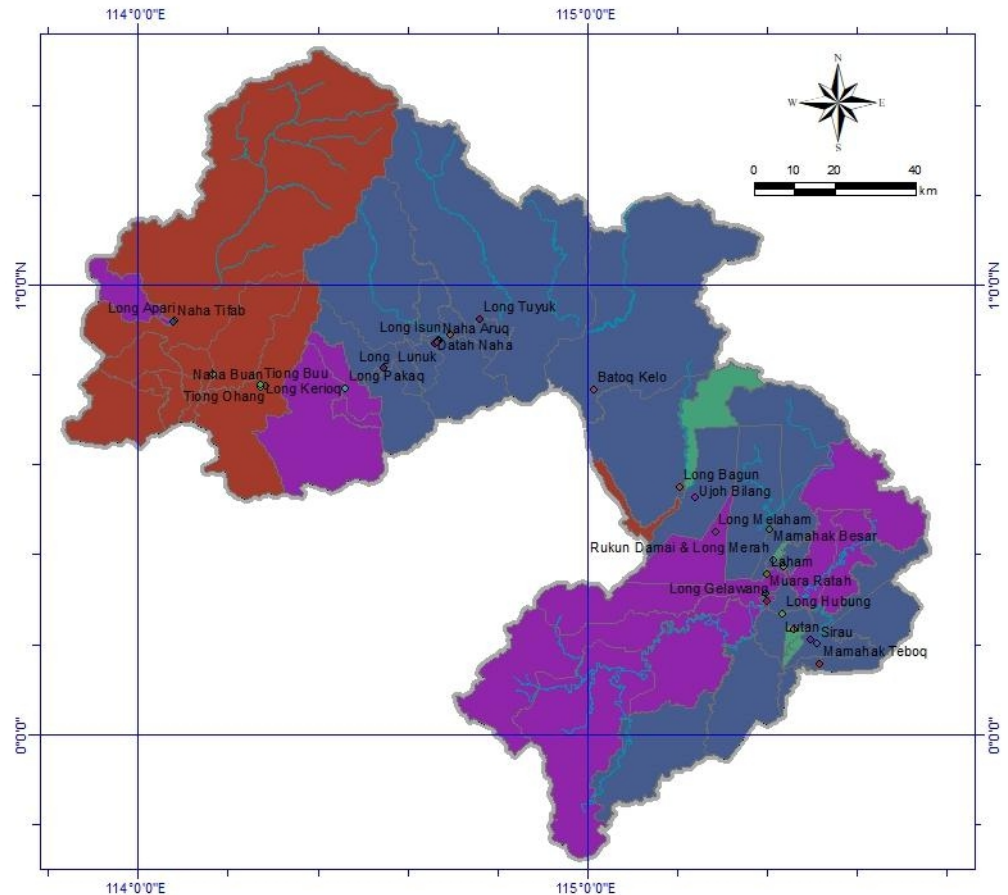 114°0'0"E
115°0'0"E
N
W
E
S
0 10 20 40
km
1°0'0"N
1°0'0"N
Long Apari
Naha Tifab
Long Tuyuk
Long Isun
Naha Aruq
Datah Naha
Long Lunuk
Naha Buan
Tiong Buu
Long Pakaq
Tiong Ohang
Long Kerioq
Batoq Kelo
Long Bagun
Ujoh Bilang
Long Melaham
Mamahak Besar
Rukun Damai & Long Merah
Laham
Muara Ratah
Long Gelawang
Long Hubung
Lutan
Sirau
Mamahak Teboq
0°0'0"
0°0'0"
114°0'0"E
115°0'0"E